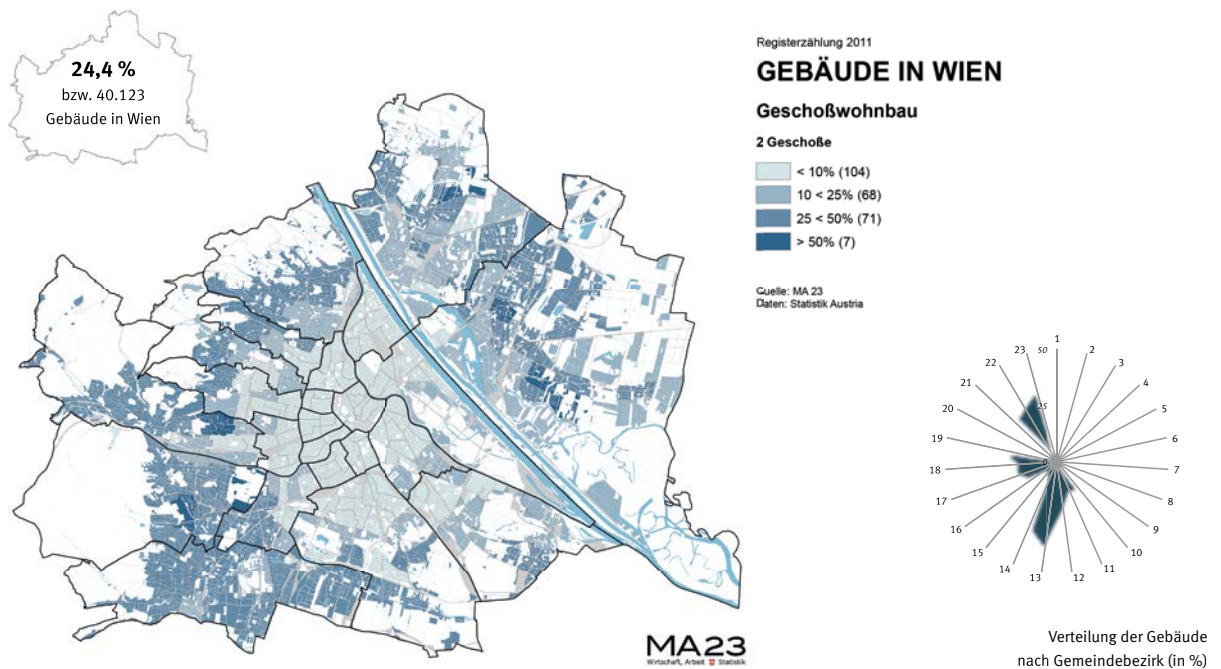 24,4 %
bzw. 40.123
Gebäude in Wien
Registerzählung 2011
GEBÄUDE IN WIEN
Geschoßwohnbau
2 Geschoße
< 10% (104)
10 < 25% (68)
25 < 50% (71)
> 50% (7)
Quelle: MA 23
Daten: Statistik Austria
1
2
3
4
5
6
7
8
9
10
11
12
13
14
15
16
17
18
19
20
21
22
23
50
25
0
MA23
Wirtschaft, Arbeit Statistik
Verteilung der Gebäude
nach Gemeindebezirk (in %)